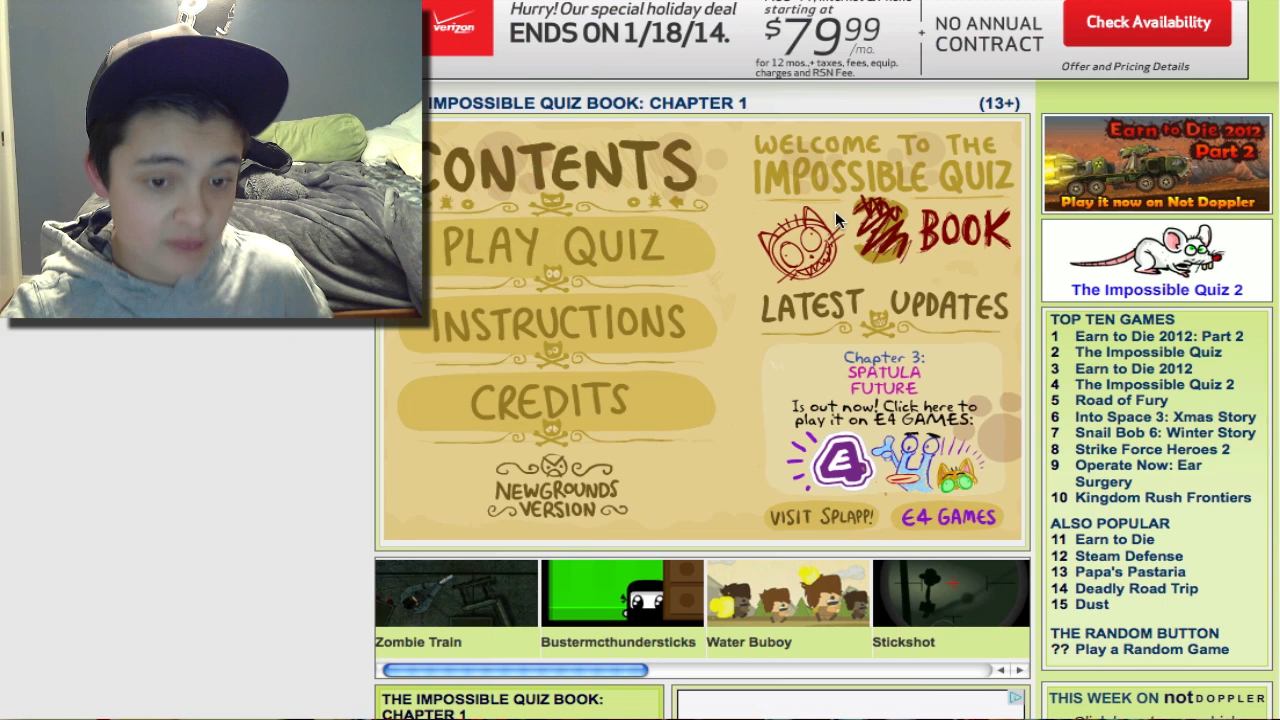 verizon
Hurry! Our special holiday deal
ENDS ON 1/18/14.
starting at
$79.99
/mo.
for 12 mos.,+ taxes, fees, equip.
charges and RSN Fee.
+
NO ANNUAL
CONTRACT
Check Availability
Offer and Pricing Details
IMPOSSIBLE QUIZ BOOK: CHAPTER 1
(13+)
CONTENTS
PLAY QUIZ
INSTRUCTIONS
CREDITS
NEWGROUNDS
VERSION
WELCOME TO THE
IMPOSSIBLE QUIZ
BOOK
LATEST UPDATES
Chapter 3:
SPATULA
FUTURE
Is out now! Click here to
play it on E4 GAMES:
E4
VISIT SPLAPP!
E4 GAMES
Zombie Train
Bustermcthundersticks
Water Buboy
Stickshot
THE IMPOSSIBLE QUIZ BOOK:
CHAPTER 1
Earn to Die 2012
Part 2
Play it now on Not Doppler
The Impossible Quiz 2
TOP TEN GAMES
1 Earn to Die 2012: Part 2
2 The Impossible Quiz
3 Earn to Die 2012
4 The Impossible Quiz 2
5 Road of Fury
6 Into Space 3: Xmas Story
7 Snail Bob 6: Winter Story
8 Strike Force Heroes 2
9 Operate Now: Ear
Surgery
10 Kingdom Rush Frontiers
ALSO POPULAR
11 Earn to Die
12 Steam Defense
13 Papa's Pastaria
14 Deadly Road Trip
15 Dust
THE RANDOM BUTTON
?? Play a Random Game
THIS WEEK ON notDOPPLER